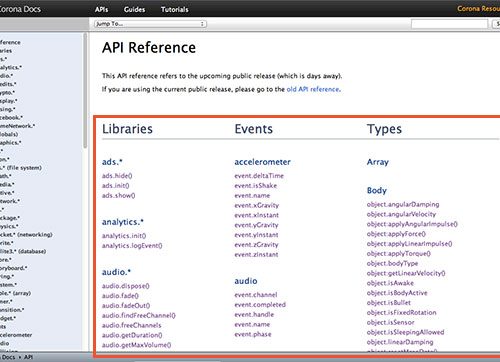 Corona Docs
APIs
Guides
Tutorials
Corona Resou
Jump To...
API Reference
This API reference refers to the upcoming public release (which is days away).
If you are using the current public release, please go to the old API reference.
Libraries
ads.*
ads.hide()
ads.init()
ads.show()
analytics.*
analytics.init()
analytics.logEvent()
audio.*
audio.dispose()
audio.fade()
audio.fadeOut()
audio.findFreeChannel()
audio.freeChannels
audio.getDuration()
audio.getMaxVolume()
Events
accelerometer
event.deltaTime
event.isShake
event.name
event.xGravity
event.xInstant
event.yGravity
event.yInstant
event.zGravity
event.zInstant
audio
event.channel
event.completed
event.handle
event.name
event.phase
Types
Array
Body
object.angularDamping
object.angularVelocity
object.applyAngularImpulse()
object.applyForce()
object.applyLinearImpulse()
object.applyTorque()
object.bodyType
object.getLinearVelocity()
object.isAwake
object.isBodyActive
object.isBullet
object.isFixedRotation
object.isSensor
object.isSleepingAllowed
object.linearDamping
ference
raries
s.*
alytics.*
dio.*
edits.*
ypto.*
splay.*
sing.*
cebook.*
meNetwork.*
lobals)
aphics.*
.*
. (file system)
ath.*
edia.*
tive.*
twork.*
.*
ckage.*
ysics.*
cket.* (networking)
rite.*
lite3.* (database)
ore.*
oryboard.*
ring.*
stem.*
ble.* (array)
mer.*
ansition.*
dget.*
nts
celerometer
dio
Docs ▸ API